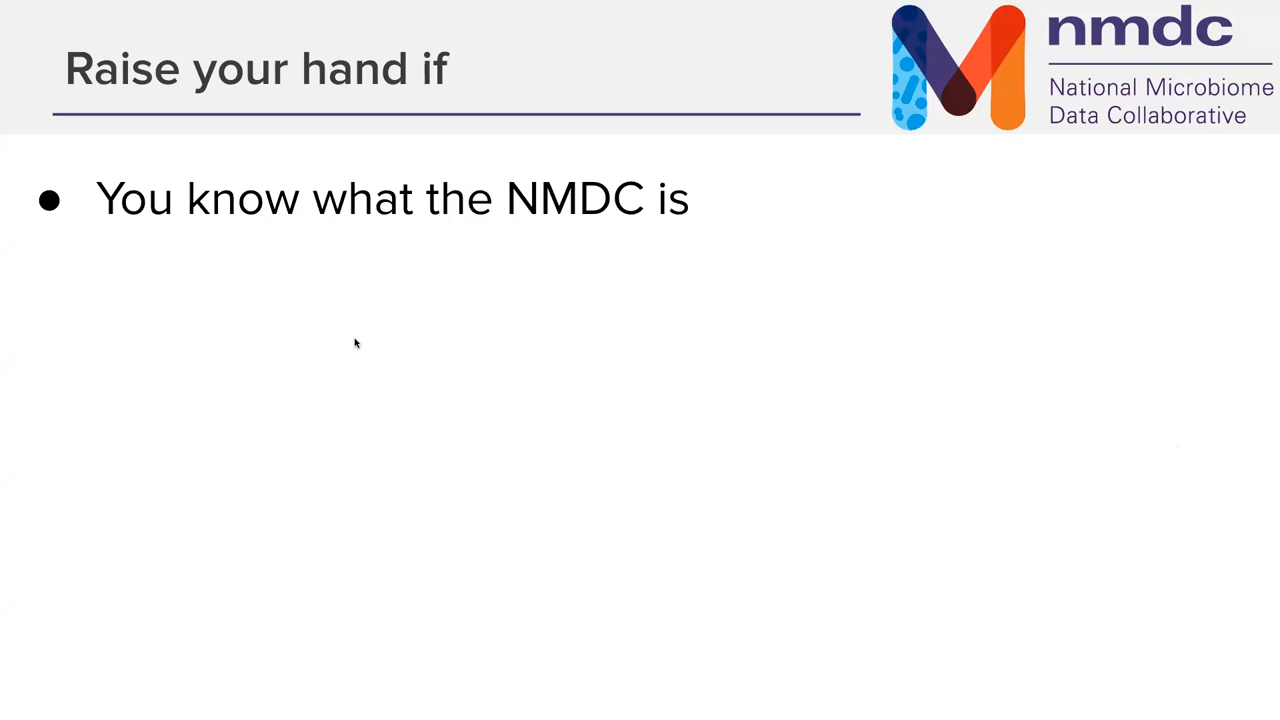 Raise your hand if
nmdc
National Microbiome
Data Collaborative
● You know what the NMDC is